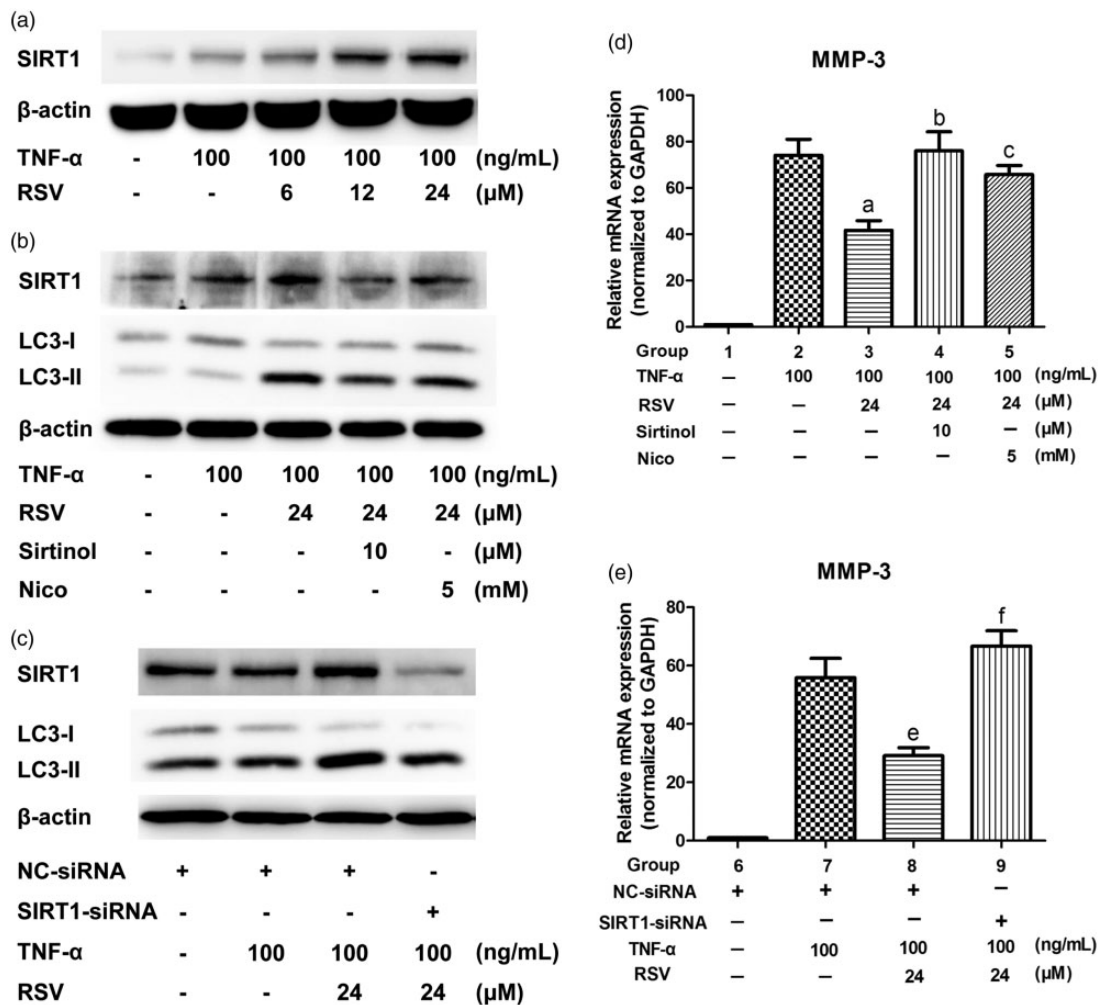 (a)
SIRT1
β-actin
TNF-α - 100 100 100 100 (ng/mL)
RSV - - 6 12 24 (μM)
(b)
SIRT1
LC3-I
LC3-II
β-actin
TNF-α - 100 100 100 100 (ng/mL)
RSV - - 24 24 24 (μM)
Sirtinol - - - 10 - (μM)
Nico - - - - 5 (mM)
(c)
SIRT1
LC3-I
LC3-II
β-actin
NC-siRNA + + + -
SIRT1-siRNA - - - +
TNF-α - 100 100 100 (ng/mL)
RSV - - 24 24 (μM)
(d)
MMP-3
Relative mRNA expression
(normalized to GAPDH)
100
80
60
40
20
0
a
b
c
Group 1 2 3 4 5
TNF-α – 100 100 100 100 (ng/mL)
RSV – – 24 24 24 (μM)
Sirtinol – – – 10 – (μM)
Nico – – – – 5 (mM)
(e)
MMP-3
Relative mRNA expression
(normalized to GAPDH)
80
60
40
20
0
e
f
Group 6 7 8 9
NC-siRNA + + + –
SIRT1-siRNA – – – +
TNF-α – 100 100 100 (ng/mL)
RSV – – 24 24 (μM)